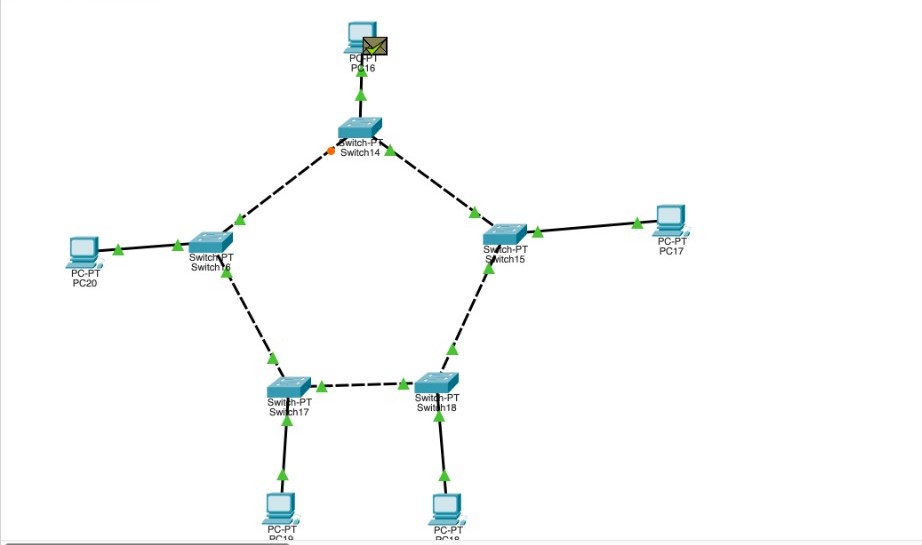 PC-PT
PC16
Switch-PT
Switch14
PC-PT
PC17
Switch-PT
Switch15
Switch-PT
Switch16
PC-PT
PC20
Switch-PT
Switch17
Switch-PT
Switch18
PC-PT
PC19
PC-PT
PC18